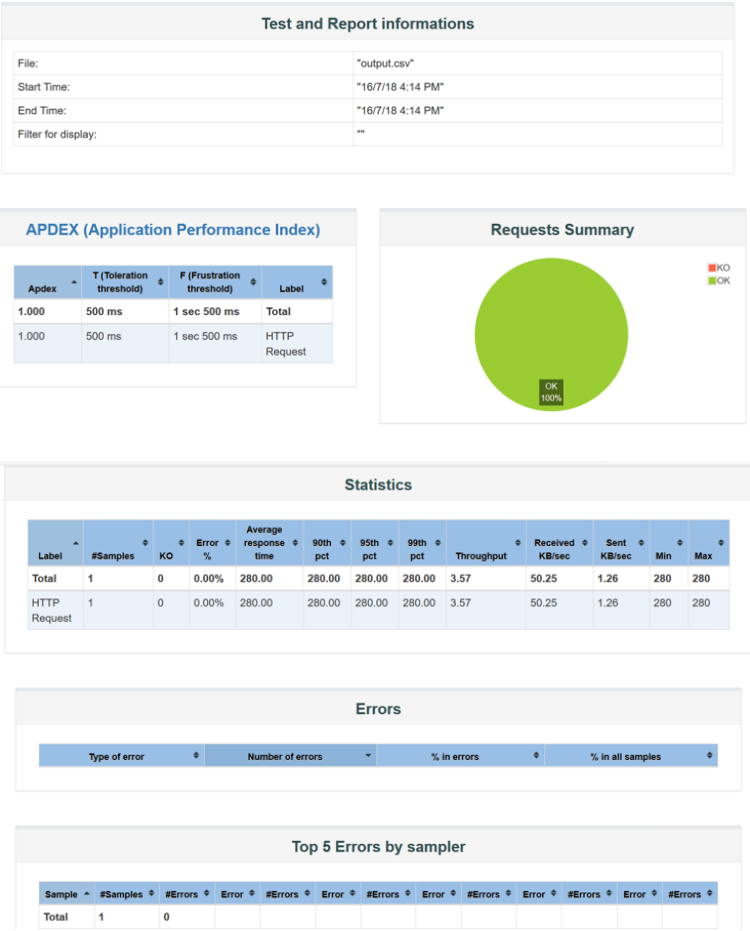 Test and Report informations
File: "output.csv"
Start Time: "16/7/18 4:14 PM"
End Time: "16/7/18 4:14 PM"
Filter for display: ""
APDEX (Application Performance Index)
Apdex T (Toleration threshold) F (Frustration threshold) Label
1.000 500 ms 1 sec 500 ms Total
1.000 500 ms 1 sec 500 ms HTTP Request
Requests Summary
KO
OK
OK
100%
Statistics
Label #Samples KO Error % Average response time 90th pct 95th pct 99th pct Throughput Received KB/sec Sent KB/sec Min Max
Total 1 0 0.00% 280.00 280.00 280.00 280.00 3.57 50.25 1.26 280 280
HTTP Request 1 0 0.00% 280.00 280.00 280.00 280.00 3.57 50.25 1.26 280 280
Errors
Type of error Number of errors % in errors % in all samples
Top 5 Errors by sampler
Sample #Samples #Errors Error #Errors Error #Errors Error #Errors Error #Errors Error #Errors
Total 1 0